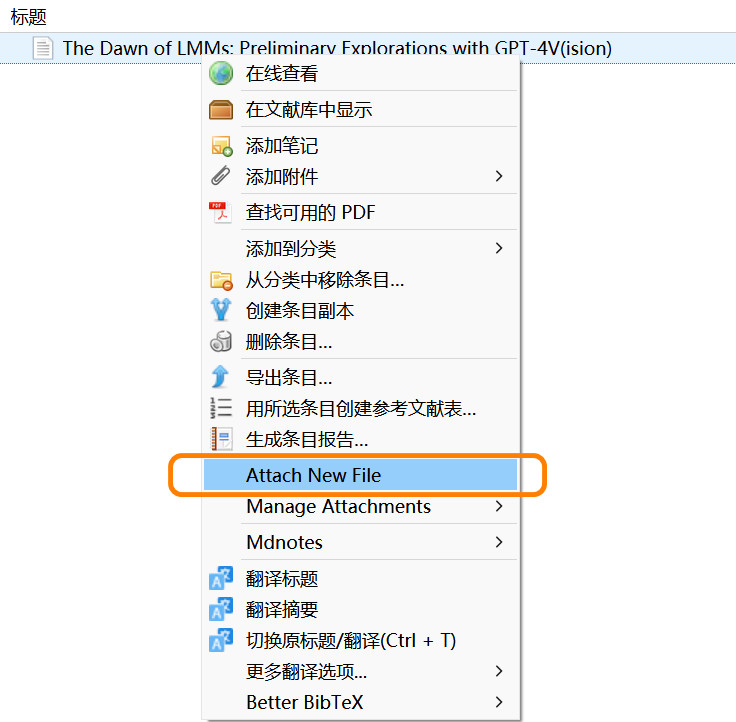 标题
The Dawn of LMMs: Preliminary Explorations with GPT-4V(ision)
在线查看
在文献库中显示
添加笔记
添加附件
PDF
查找可用的 PDF
添加到分类
从分类中移除条目...
创建条目副本
删除条目...
导出条目...
1
2
3
用所选条目创建参考文献表...
生成条目报告...
Attach New File
Manage Attachments
Mdnotes
翻译标题
翻译摘要
切换原标题/翻译(Ctrl + T)
更多翻译选项...
Better BibTeX